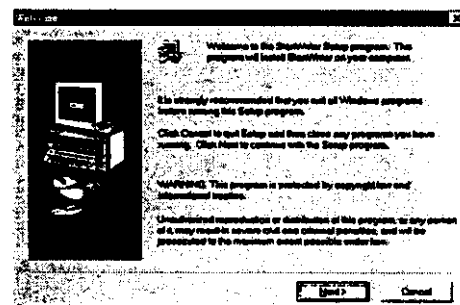 Welcome
Welcome to the Setup program. This
program will install on your computer.
It is strongly recommended that you exit all Windows programs
before running this Setup program.
Click Cancel to quit Setup and then close any programs you have
running. Click Next to continue with the Setup program.
WARNING: This program is protected by copyright law and
international treaties.
Unauthorized reproduction or distribution of this program, or any portion
of it, may result in severe civil and criminal penalties, and will be
prosecuted to the maximum extent possible under law.
Next >
Cancel